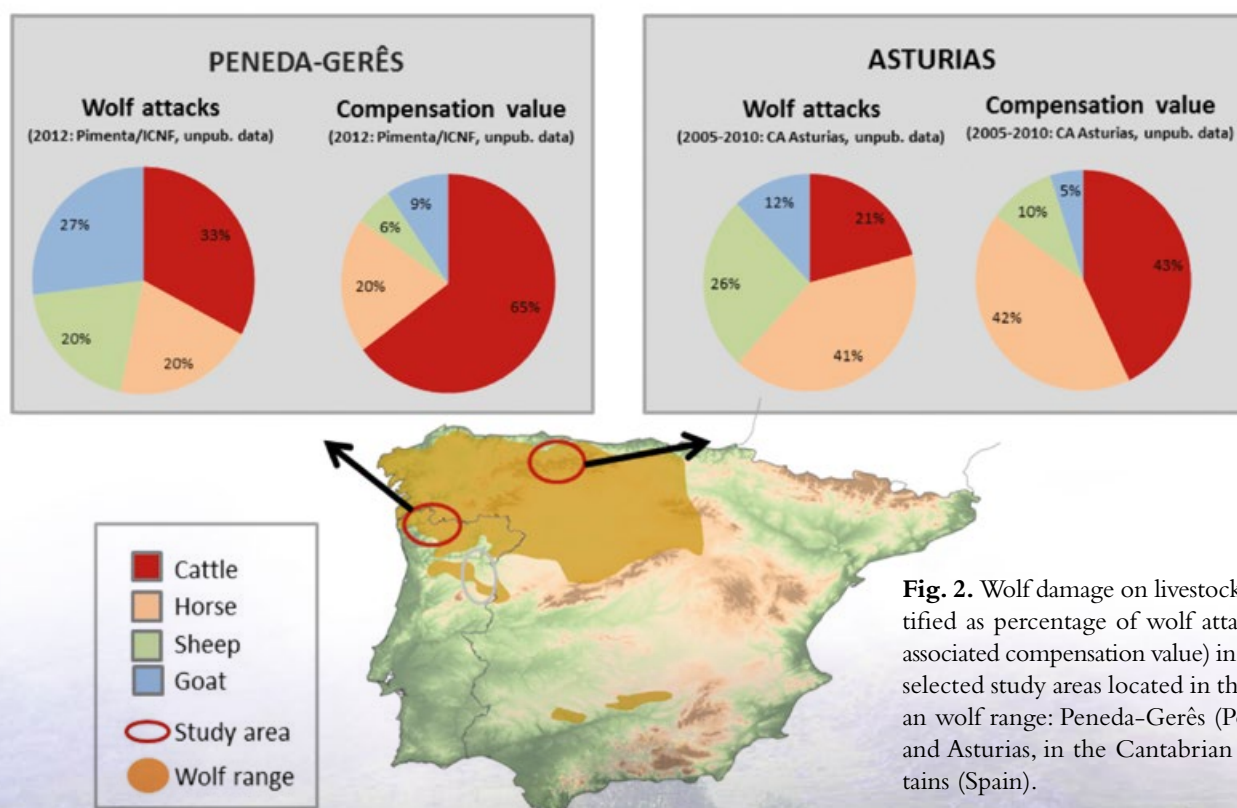 PENEDA-GERÊS
Wolf attacks
(2012: Pimenta/ICNF, unpub. data)
27%
33%
20%
20%
Compensation value
(2012: Pimenta/ICNF, unpub. data)
9%
6%
20%
65%
ASTURIAS
Wolf attacks
(2005-2010: CA Asturias, unpub. data)
12%
21%
26%
41%
Compensation value
(2005-2010: CA Asturias, unpub. data)
5%
10%
43%
42%
Cattle
Horse
Sheep
Goat
Study area
Wolf range
Fig. 2. Wolf damage on livestock
tified as percentage of wolf atta
associated compensation value) in
selected study areas located in th
an wolf range: Peneda-Gerês (P
and Asturias, in the Cantabrian
tains (Spain).